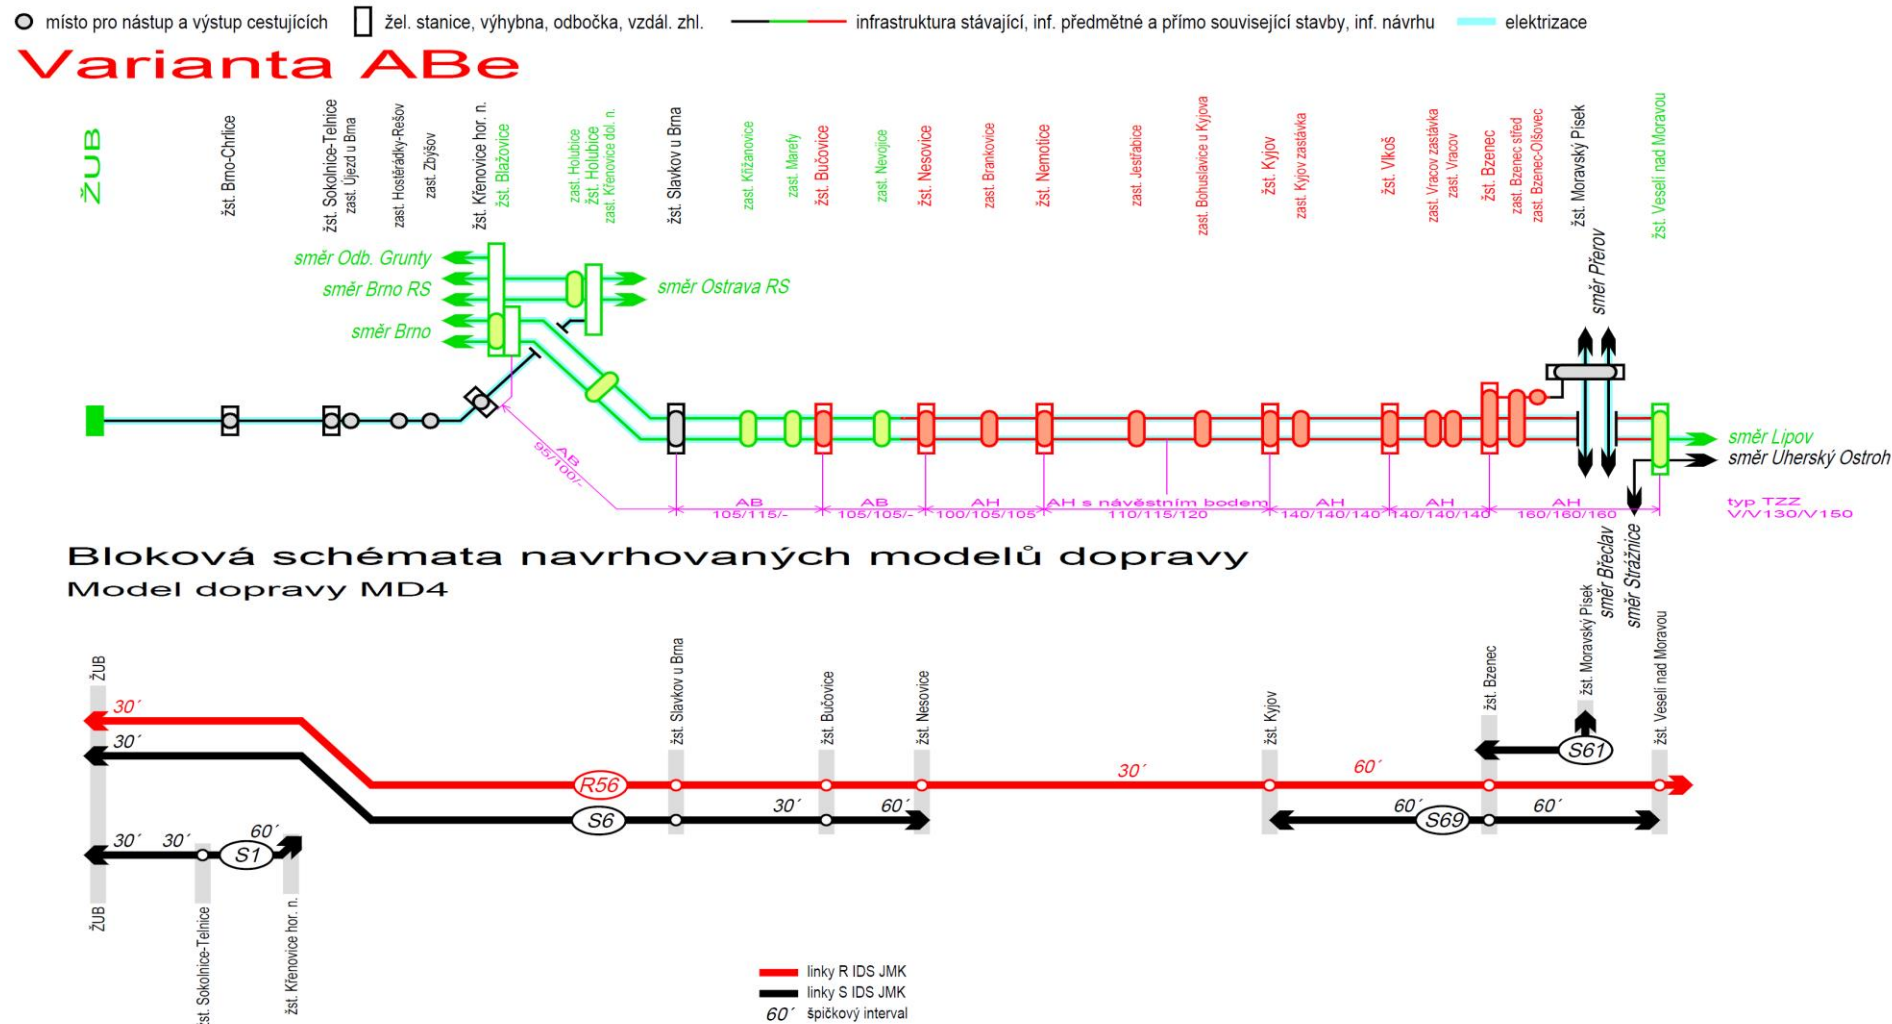 místo pro nástup a výstup cestujících
žel. stanice, výhybna, odbočka, vzdál. zhl.
infrastruktura stávající, inf. předmětné a přímo související stavby, inf. návrhu
elektrizace
Varianta ABe
ŽUB
žst. Brno-Chrlice
žst. Sokolnice-Telnice
zast. Újezd u Brna
zast. Hostěrádky-Rešov
zast. Zbýšov
žst. Křenovice hor. n.
žst. Blažovice
zast. Holubice
žst. Holubice
zast. Křenovice dol. n.
žst. Slavkov u Brna
zast. Křižanovice
zast. Marefy
žst. Bučovice
zast. Nevojice
žst. Nesovice
zast. Brankovice
žst. Nemotice
zast. Jestřabice
zast. Bohuslavice u Kyjova
žst. Kyjov
zast. Kyjov zastávka
žst. Vlkoš
zast. Vracov zastávka
zast. Vracov
žst. Bzenec
zast. Bzenec střed
zast. Bzenec-Olšovec
žst. Moravský Písek
směr Přerov
žst. Veselí nad Moravou
směr Odb. Grunty
směr Brno RS
směr Ostrava RS
směr Brno
směr Lipov
směr Uherský Ostroh
AB
95/100/-
AB
105/115/-
AB
105/105/-
AH
100/105/105
AH s návěstním bodem
110/115/120
AH
140/140/140
AH
140/140/140
AH
160/160/160
typ TZZ
V/V130/V150
směr Břeclav
směr Strážnice
Bloková schémata navrhovaných modelů dopravy
Model dopravy MD4
ŽUB
žst. Slavkov u Brna
žst. Bučovice
žst. Nesovice
žst. Kyjov
žst. Bzenec
žst. Moravský Písek
žst. Veselí nad Moravou
30´
30´
R56
30´
60´
S61
S6
30´
60´
60´
S69
60´
30´
30´
S1
60´
ŽUB
žst. Sokolnice-Telnice
žst. Křenovice hor. n.
linky R IDS JMK
linky S IDS JMK
60´ špičkový interval